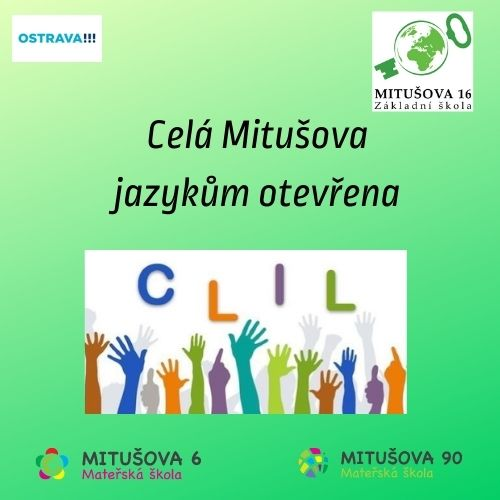 OSTRAVA!!!
MITUŠOVA 16
Základní škola
Celá Mitušova
jazykům otevřena
CLIL
MITUŠOVA 6
Mateřská škola
MITUŠOVA 90
Mateřská škola